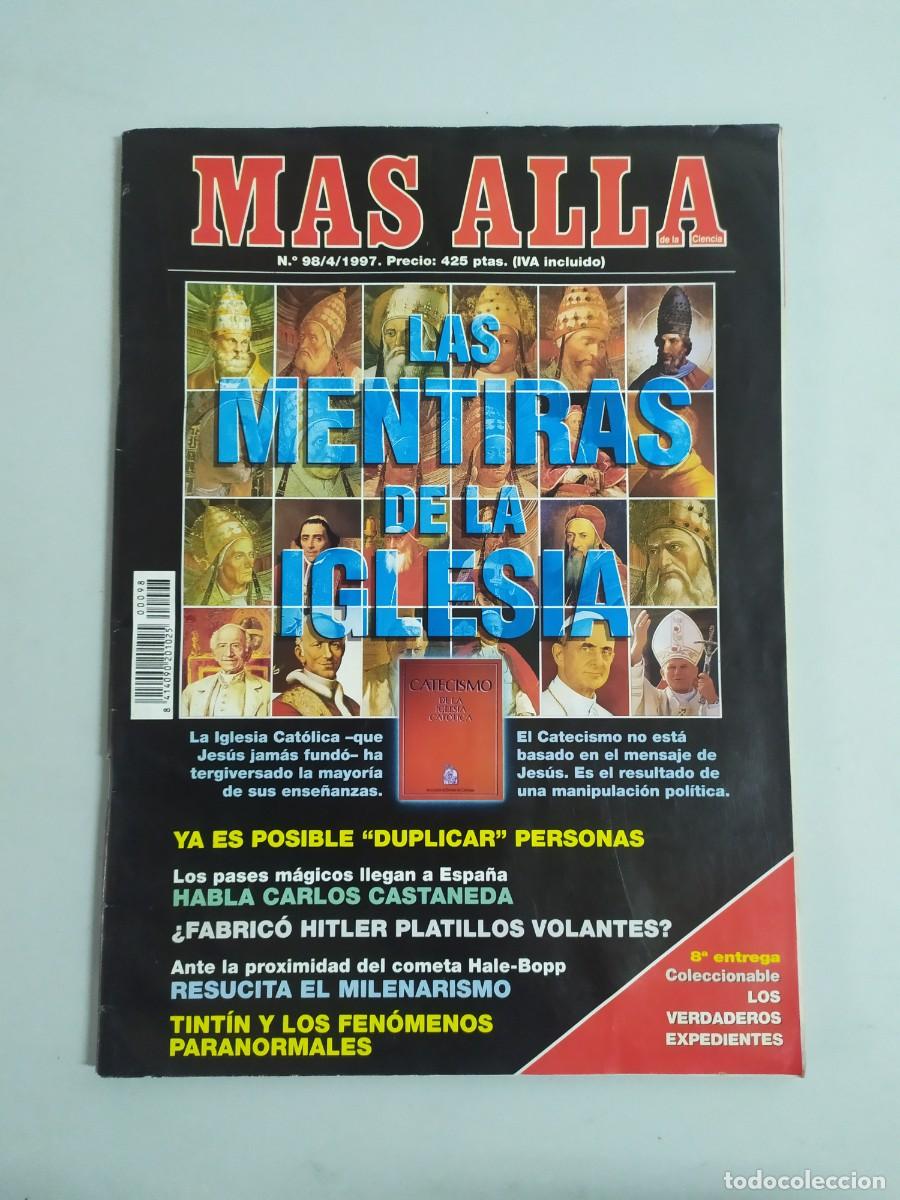 MAS ALLA
de la Ciencia
N.º 98/4/1997. Precio: 425 ptas. (IVA incluido)
LAS
MENTIRAS
DE LA
IGLESIA
00098
8 414090 201025
CATECISMO
DE LA
IGLESIA
CATÓLICA
La Iglesia Católica –que
Jesús jamás fundó– ha
tergiversado la mayoría
de sus enseñanzas.
El Catecismo no está
basado en el mensaje de
Jesús. Es el resultado de
una manipulación política.
YA ES POSIBLE “DUPLICAR” PERSONAS
Los pases mágicos llegan a España
HABLA CARLOS CASTANEDA
¿FABRICÓ HITLER PLATILLOS VOLANTES?
Ante la proximidad del cometa Hale-Bopp
RESUCITA EL MILENARISMO
TINTÍN Y LOS FENÓMENOS
PARANORMALES
8ª entrega
Coleccionable
LOS
VERDADEROS
EXPEDIENTES
todocoleccion